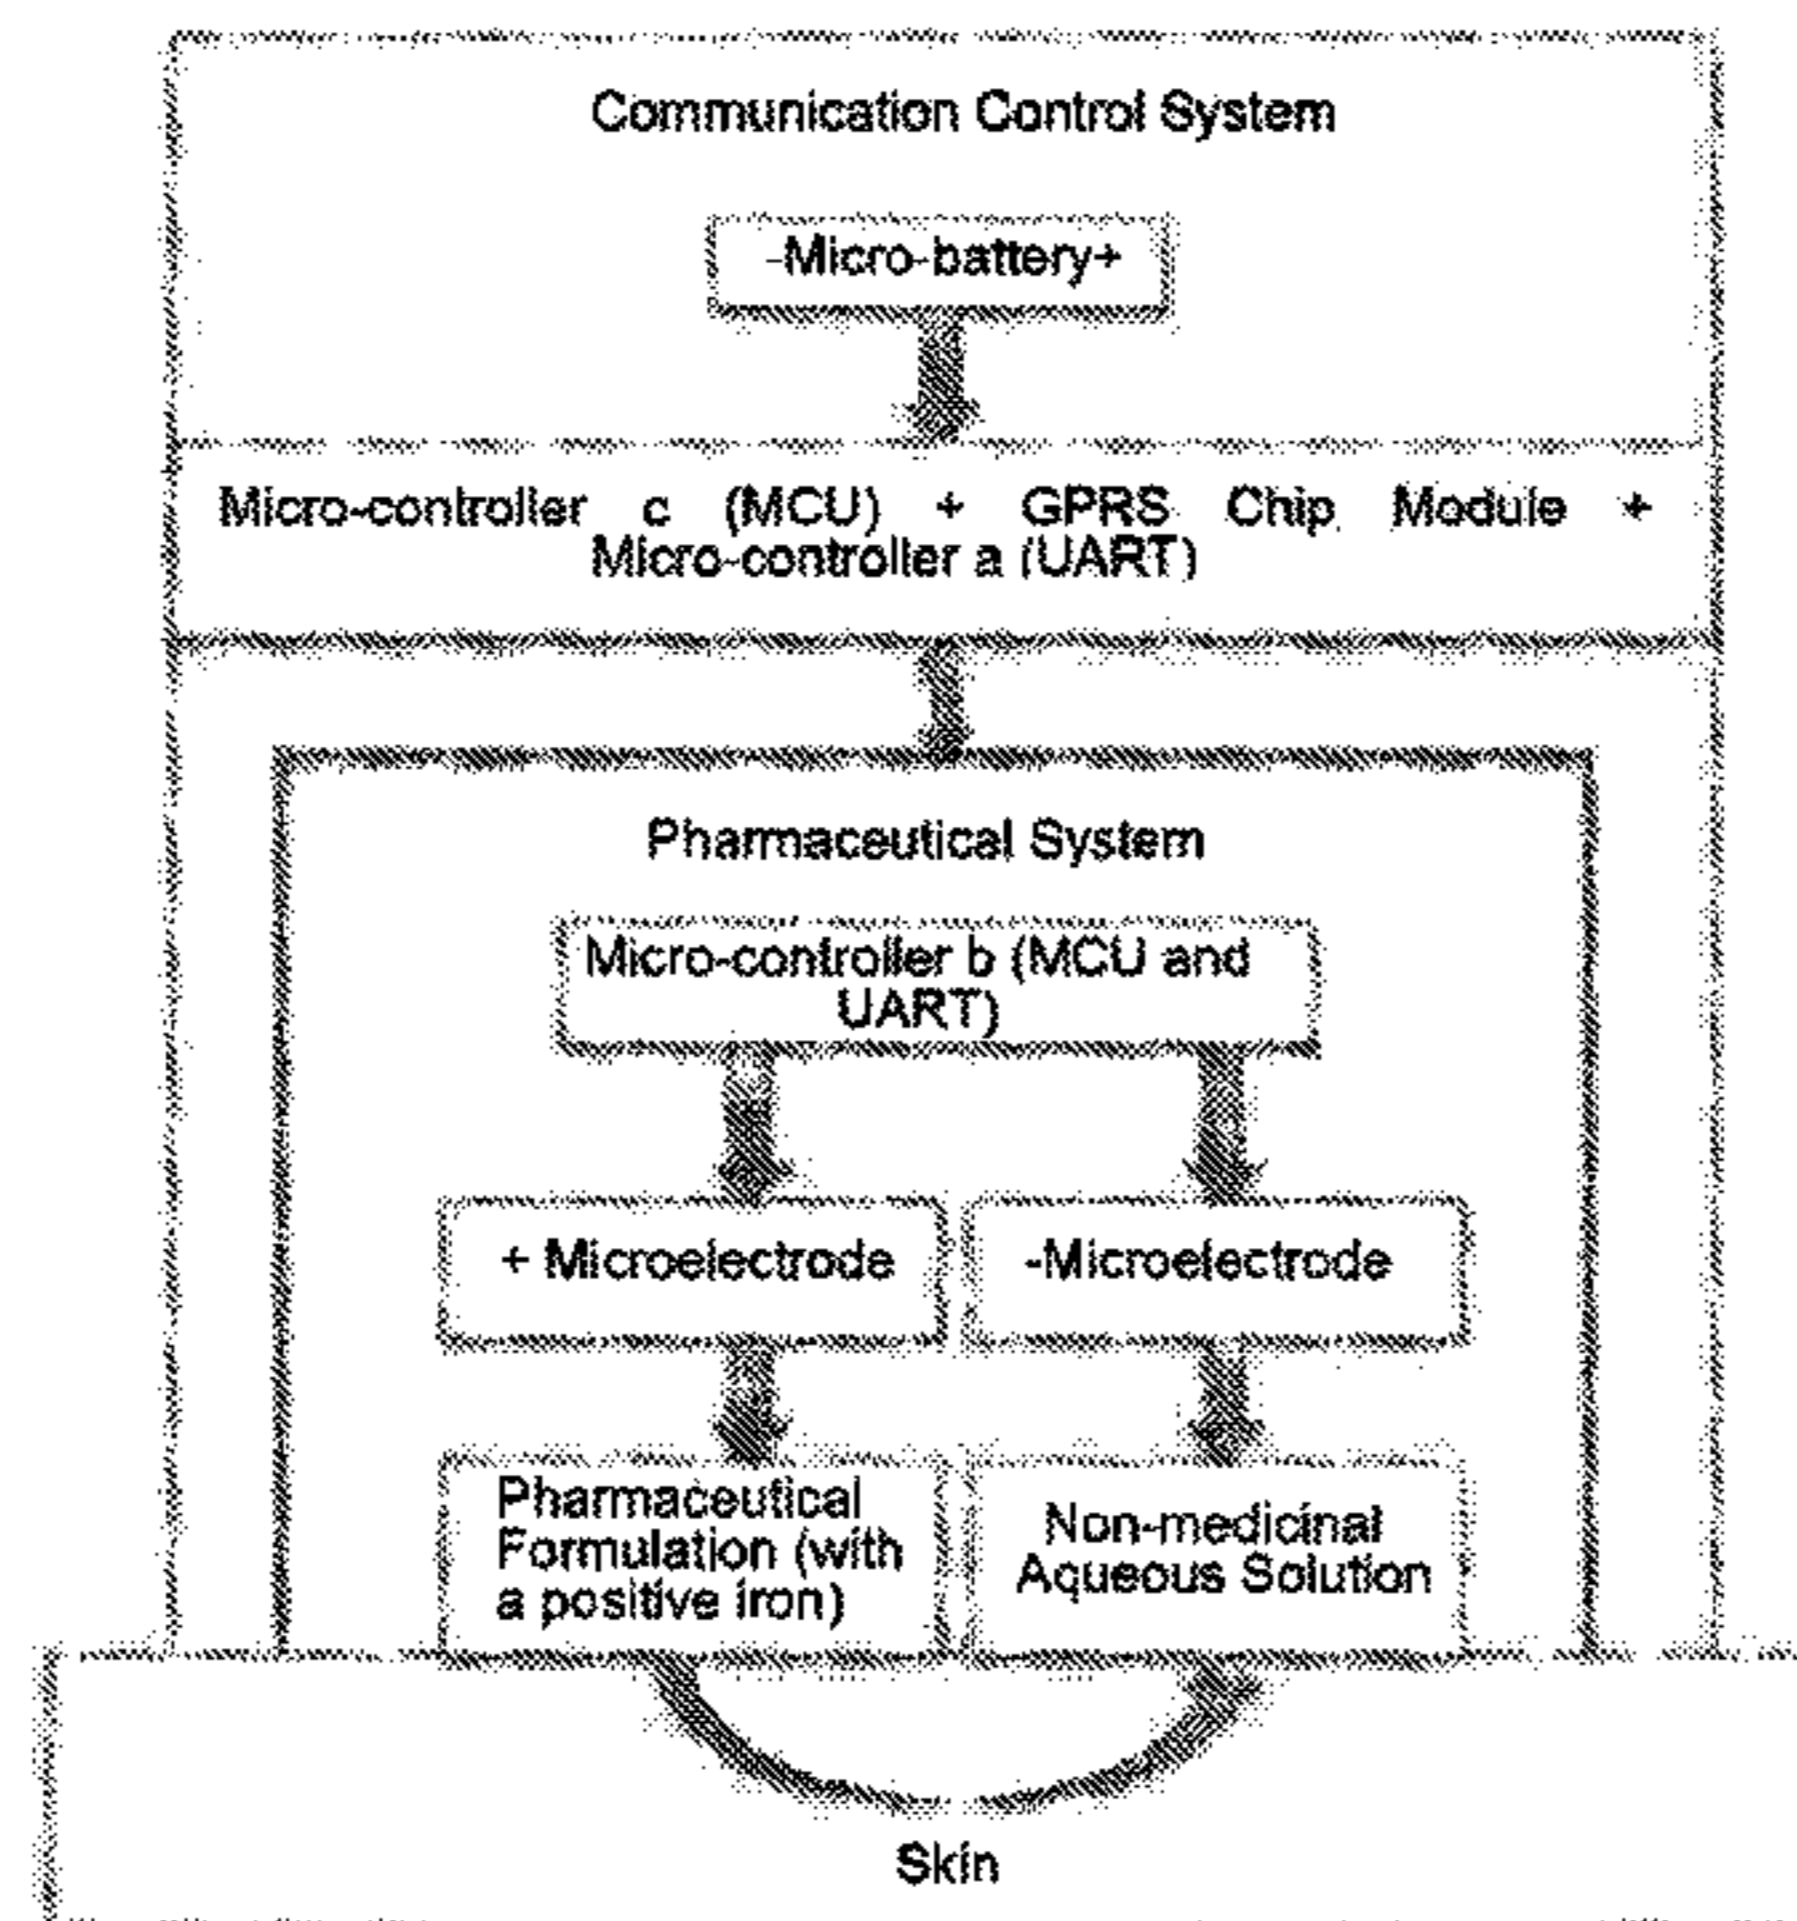 Communication Control System
-Micro-battery+
Micro-controller c (MCU) + GPRS Chip Module +
Micro-controller a (UART)
Pharmaceutical System
Micro-controller b (MCU and
UART)
+ Microelectrode
-Microelectrode
Pharmaceutical
Formulation (with
a positive iron)
Non-medicinal
Aqueous Solution
Skin